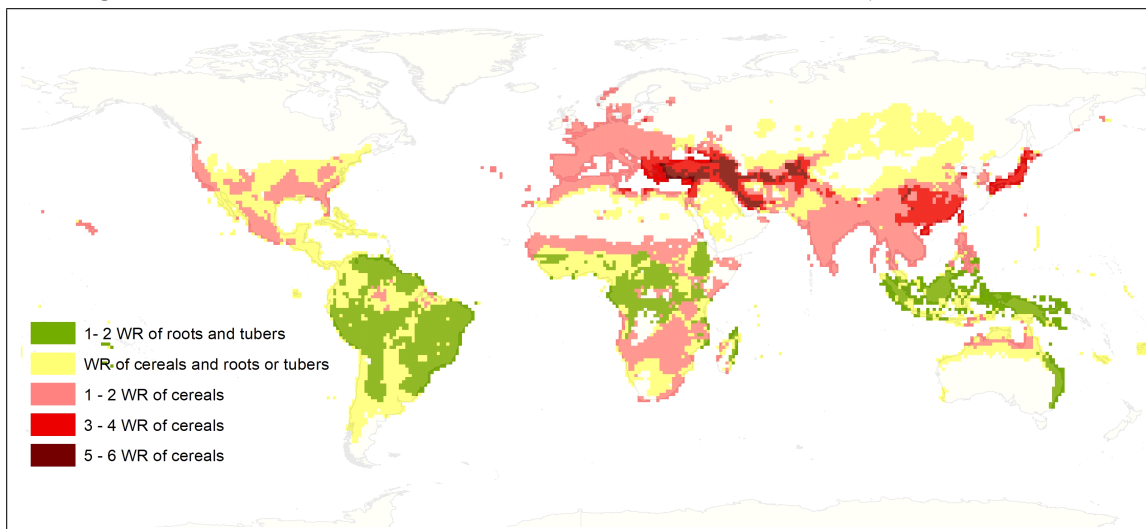 1- 2 WR of roots and tubers
WR of cereals and roots or tubers
1 - 2 WR of cereals
3 - 4 WR of cereals
5 - 6 WR of cereals